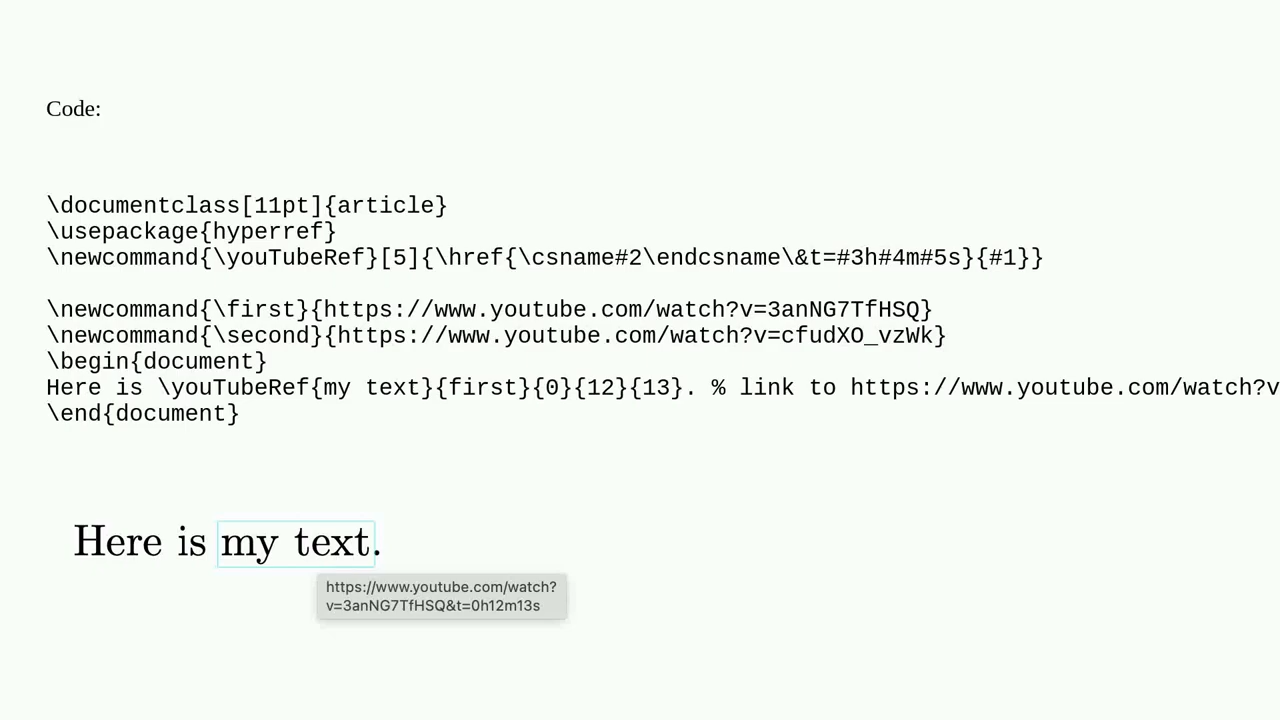 Code:
\documentclass[11pt]{article}
\usepackage{hyperref}
\newcommand{\youTubeRef}[5]{\href{\csname#2\endcsname\&t=#3h#4m#5s}{#1}}
\newcommand{\first}{https://www.youtube.com/watch?v=3anNG7TfHSQ}
\newcommand{\second}{https://www.youtube.com/watch?v=cfudXO_vzWk}
\begin{document}
Here is \youTubeRef{my text}{first}{0}{12}{13}. % link to https://www.youtube.com/watch?v
\end{document}
Here is my text.
https://www.youtube.com/watch?
v=3anNG7TfHSQ&t=0h12m13s